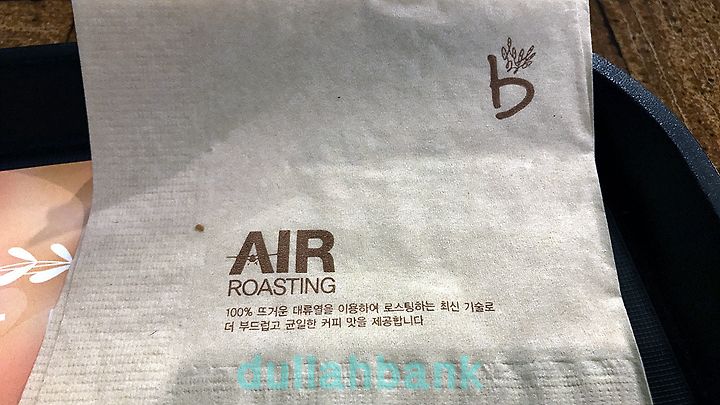 b
AIR
ROASTING
100% 뜨거운 대류열을 이용하여 로스팅하는 최신 기술로
더 부드럽고 균일한 커피 맛을 제공합니다
duliahbank